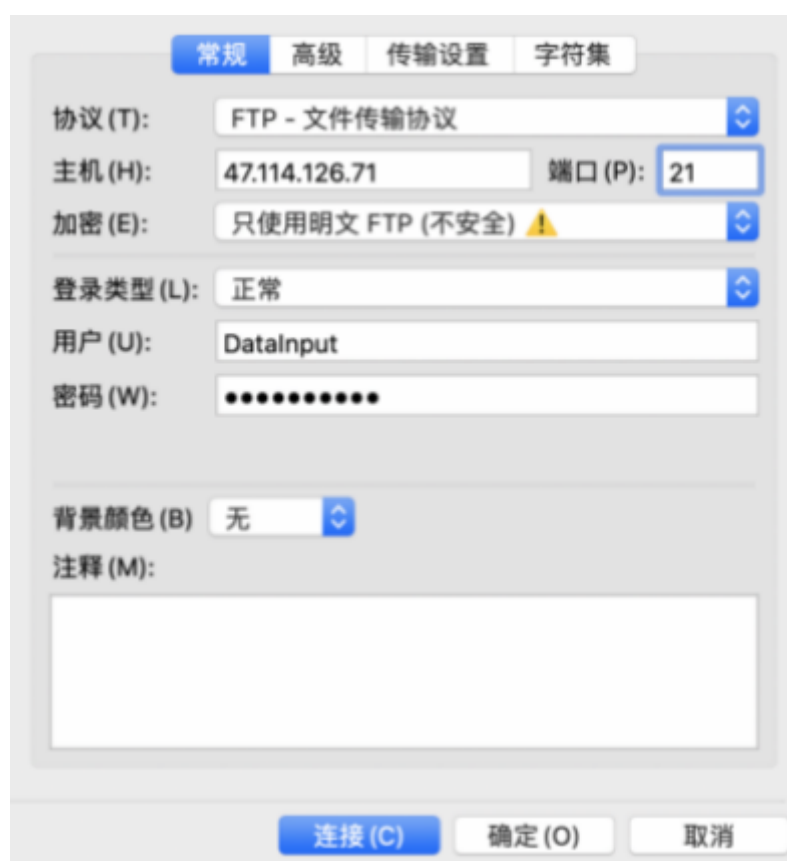 常规 高级 传输设置 字符集
协议(T): FTP - 文件传输协议
主机(H): 47.114.126.71 端口(P): 21
加密(E): 只使用明文 FTP (不安全)
登录类型(L): 正常
用户(U): DataInput
密码(W): ●●●●●●●●●●
背景颜色(B) 无
注释(M):
连接(C) 确定(O) 取消